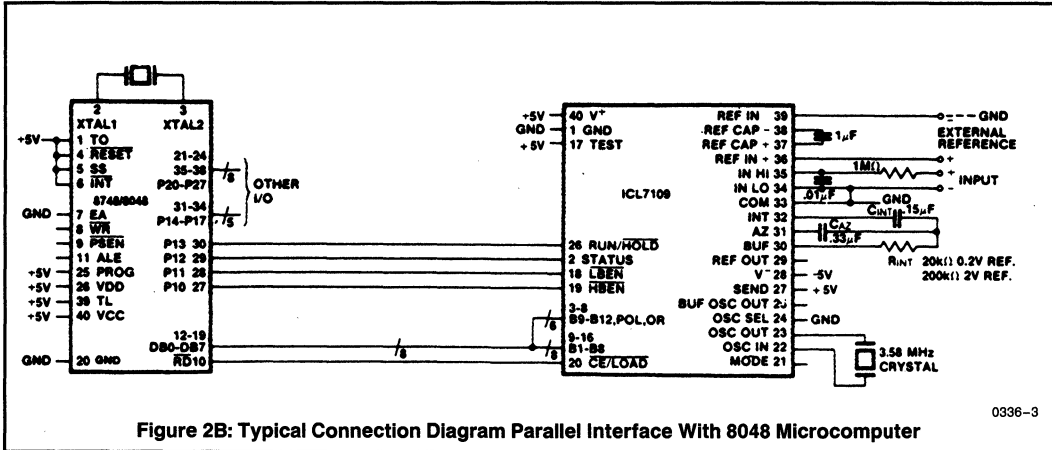 2 3
XTAL1 XTAL2
+5V 1 TO
4 RESET
5 SS
6 INT
21-24
35-38
P20-P27
8
OTHER
I/O
8748/8048
31-34
P14-P17
5
GND 7 EA
8 WR
9 PSEN
11 ALE
+5V 25 PROG
+5V 26 VDD
+5V 39 TL
+5V 40 VCC
P13 30
P12 29
P11 28
P10 27
12-19
DB0-DB7
8
GND 20 GND
RD10
+5V 40 V+
GND 1 GND
+5V 17 TEST
ICL7109
26 RUN/HOLD
2 STATUS
18 LBEN
19 HBEN
3-8
6 B9-B12,POL,OR
9-16
8 B1-B8
20 CE/LOAD
REF IN 39 GND
REF CAP - 38 1μF
REF CAP + 37
EXTERNAL
REFERENCE
REF IN + 36 +
IN HI 35 1MΩ +
.01μF
INPUT
IN LO 34 -
COM 33 GND
INT 32 CINT .15μF
AZ 31 CAZ .33μF
BUF 30
RINT 20kΩ 0.2V REF.
200kΩ 2V REF.
REF OUT 29
V- 28 -5V
SEND 27 +5V
BUF OSC OUT
OSC SEL 24 GND
OSC OUT 23
OSC IN 22
MODE 21
3.58 MHz
CRYSTAL
0336-3
Figure 2B: Typical Connection Diagram Parallel Interface With 8048 Microcomputer